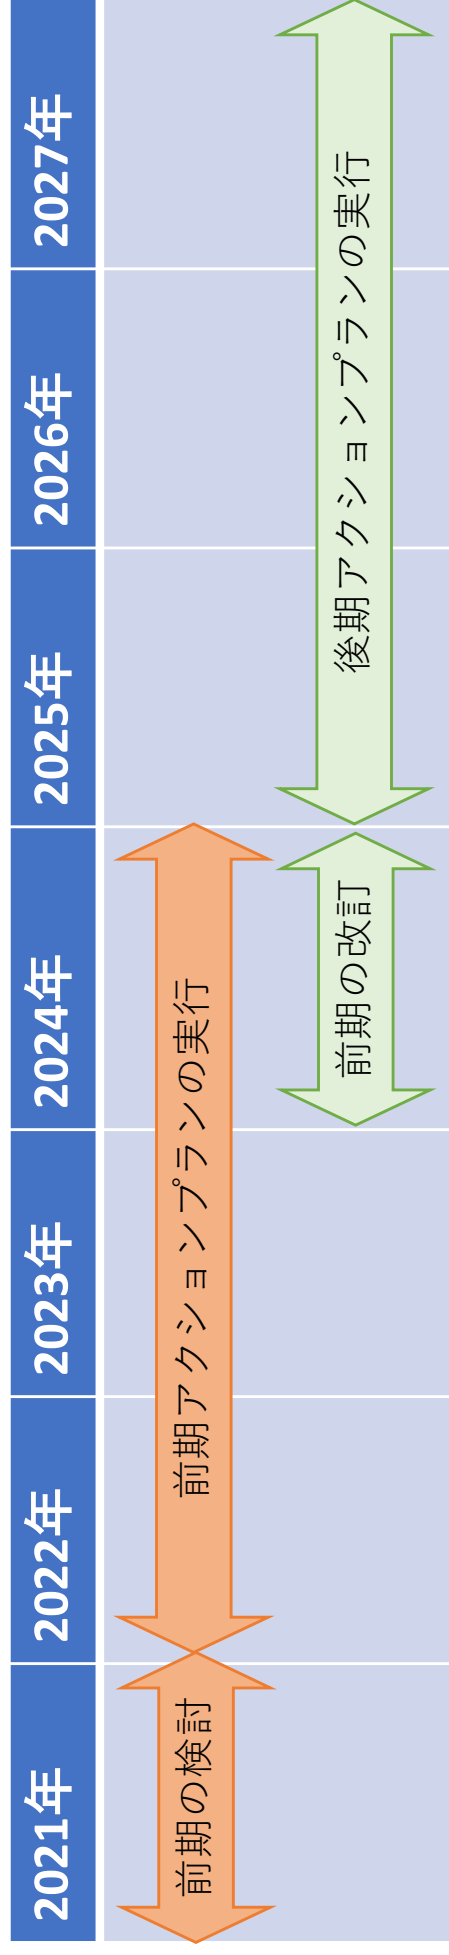 2021年
2022年
2023年
2024年
2025年
2026年
2027年
前期の検討
前期アクションプランの実行
前期の改訂
後期アクションプランの実行